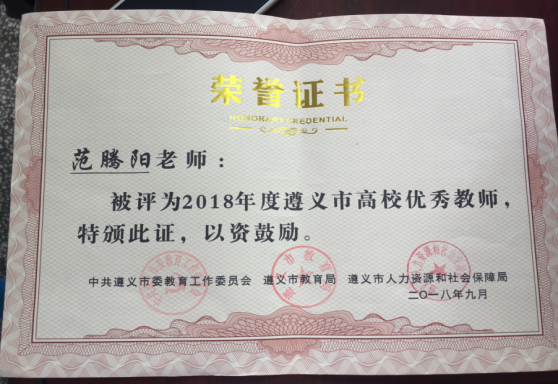 荣誉证书
HONORARY CREDENTIAL
范腾阳老师：
被评为2018年度遵义市高校优秀教师，
特颁此证，以资鼓励。
中共遵义市委教育工作委员会 遵义市教育局 遵义市人力资源和社会保障局
二〇一八年九月